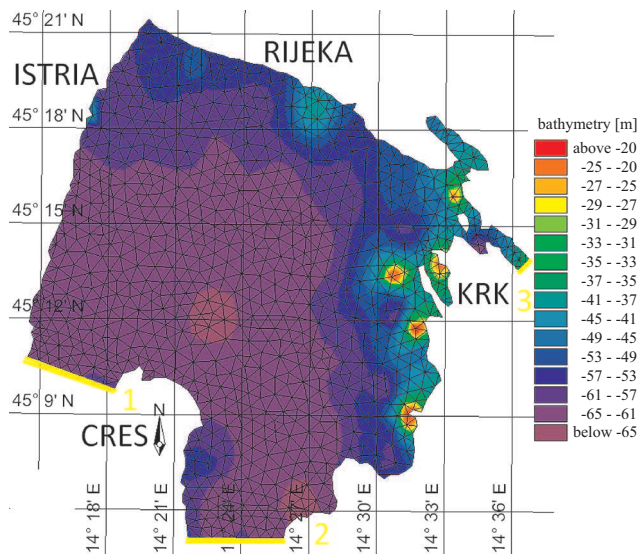 45° 21' N
RIJEKA
ISTRIA
45° 18' N
45° 15' N
45° 12' N
45° 9' N
KRK
3
1
N
CRES
2
14° 18' E
14° 21' E
14° 27' E
14° 30' E
14° 33' E
14° 36' E
bathymetry [m]
above -20
-25 - -20
-27 - -25
-29 - -27
-31 - -29
-33 - -31
-35 - -33
-37 - -35
-41 - -37
-45 - -41
-49 - -45
-53 - -49
-57 - -53
-61 - -57
-65 - -61
below -65